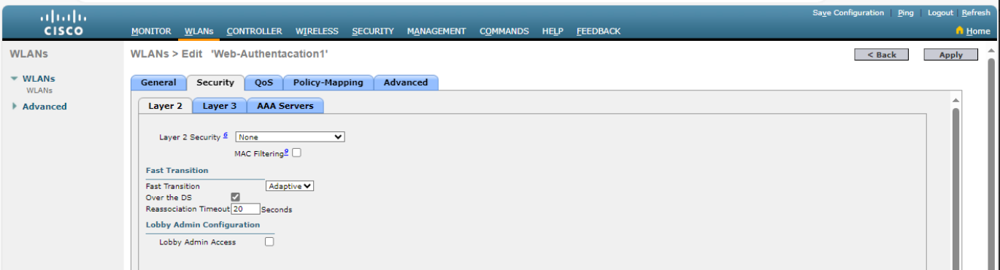 Save Configuration | Ping | Logout | Refresh
CISCO
MONITOR WLANs CONTROLLER WIRELESS SECURITY MANAGEMENT COMMANDS HELP FEEDBACK
Home
WLANs
WLANs > Edit 'Web-Authentacation1'
< Back
Apply
WLANs
WLANs
Advanced
General Security QoS Policy-Mapping Advanced
Layer 2 Layer 3 AAA Servers
Layer 2 Security 6 None
MAC Filtering9
Fast Transition
Fast Transition Adaptive
Over the DS
Reassociation Timeout 20 Seconds
Lobby Admin Configuration
Lobby Admin Access